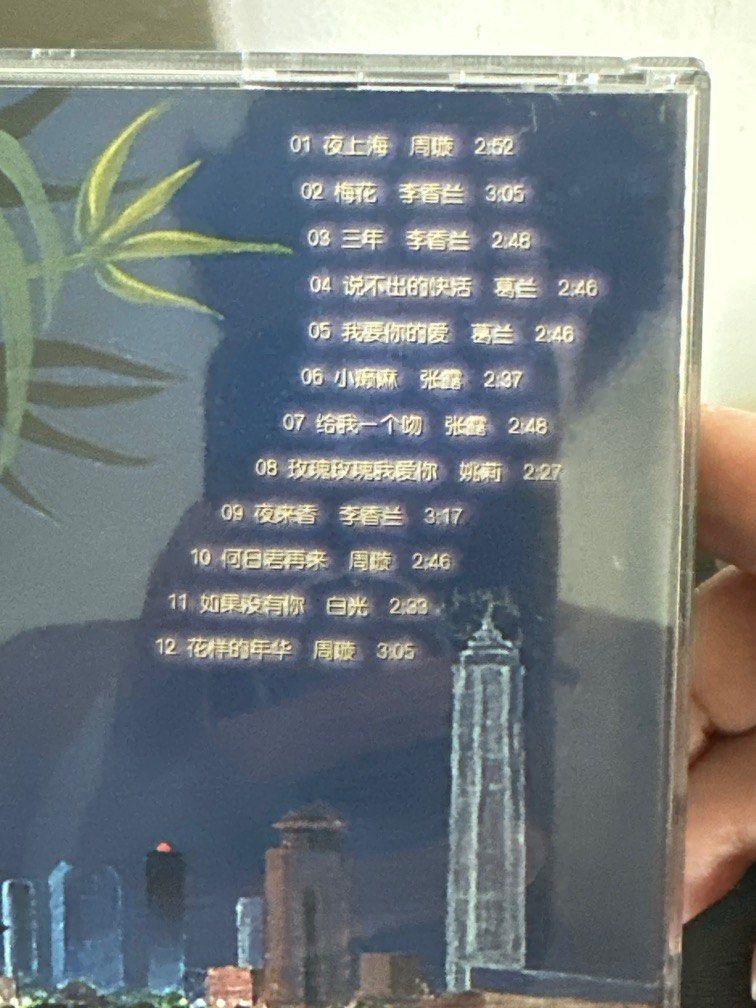 01 夜上海 周璇 2:52
02 梅花 李香兰 3:05
03 三年 李香兰 2:48
04 说不出的快活 葛兰 2:46
05 我要你的爱 葛兰 2:46
06 小癫麻 张露 2:37
07 给我一个吻 张露 2:48
08 玫瑰玫瑰我爱你 姚莉 2:27
09 夜来香 李香兰 3:17
10 何日君再来 周璇 2:46
11 如果没有你 白光 2:33
12 花样的年华 周璇 3:05